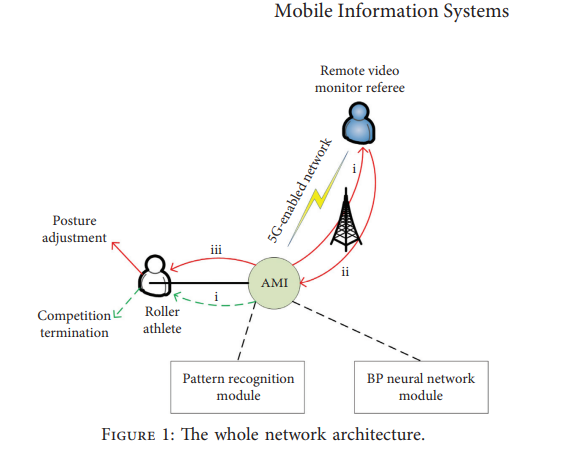 Mobile Information Systems
Remote video
monitor referee
5G-enabled network
i
ii
Posture
adjustment
iii
AMI
i
Competition
termination
Roller
athlete
Pattern recognition
module
BP neural network
module
Figure 1: The whole network architecture.